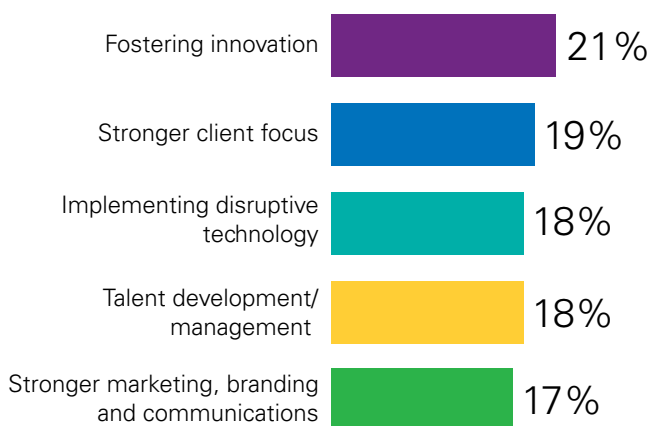 Fostering innovation 21%
Stronger client focus 19%
Implementing disruptive
technology 18%
Talent development/
management 18%
Stronger marketing, branding
and communications 17%